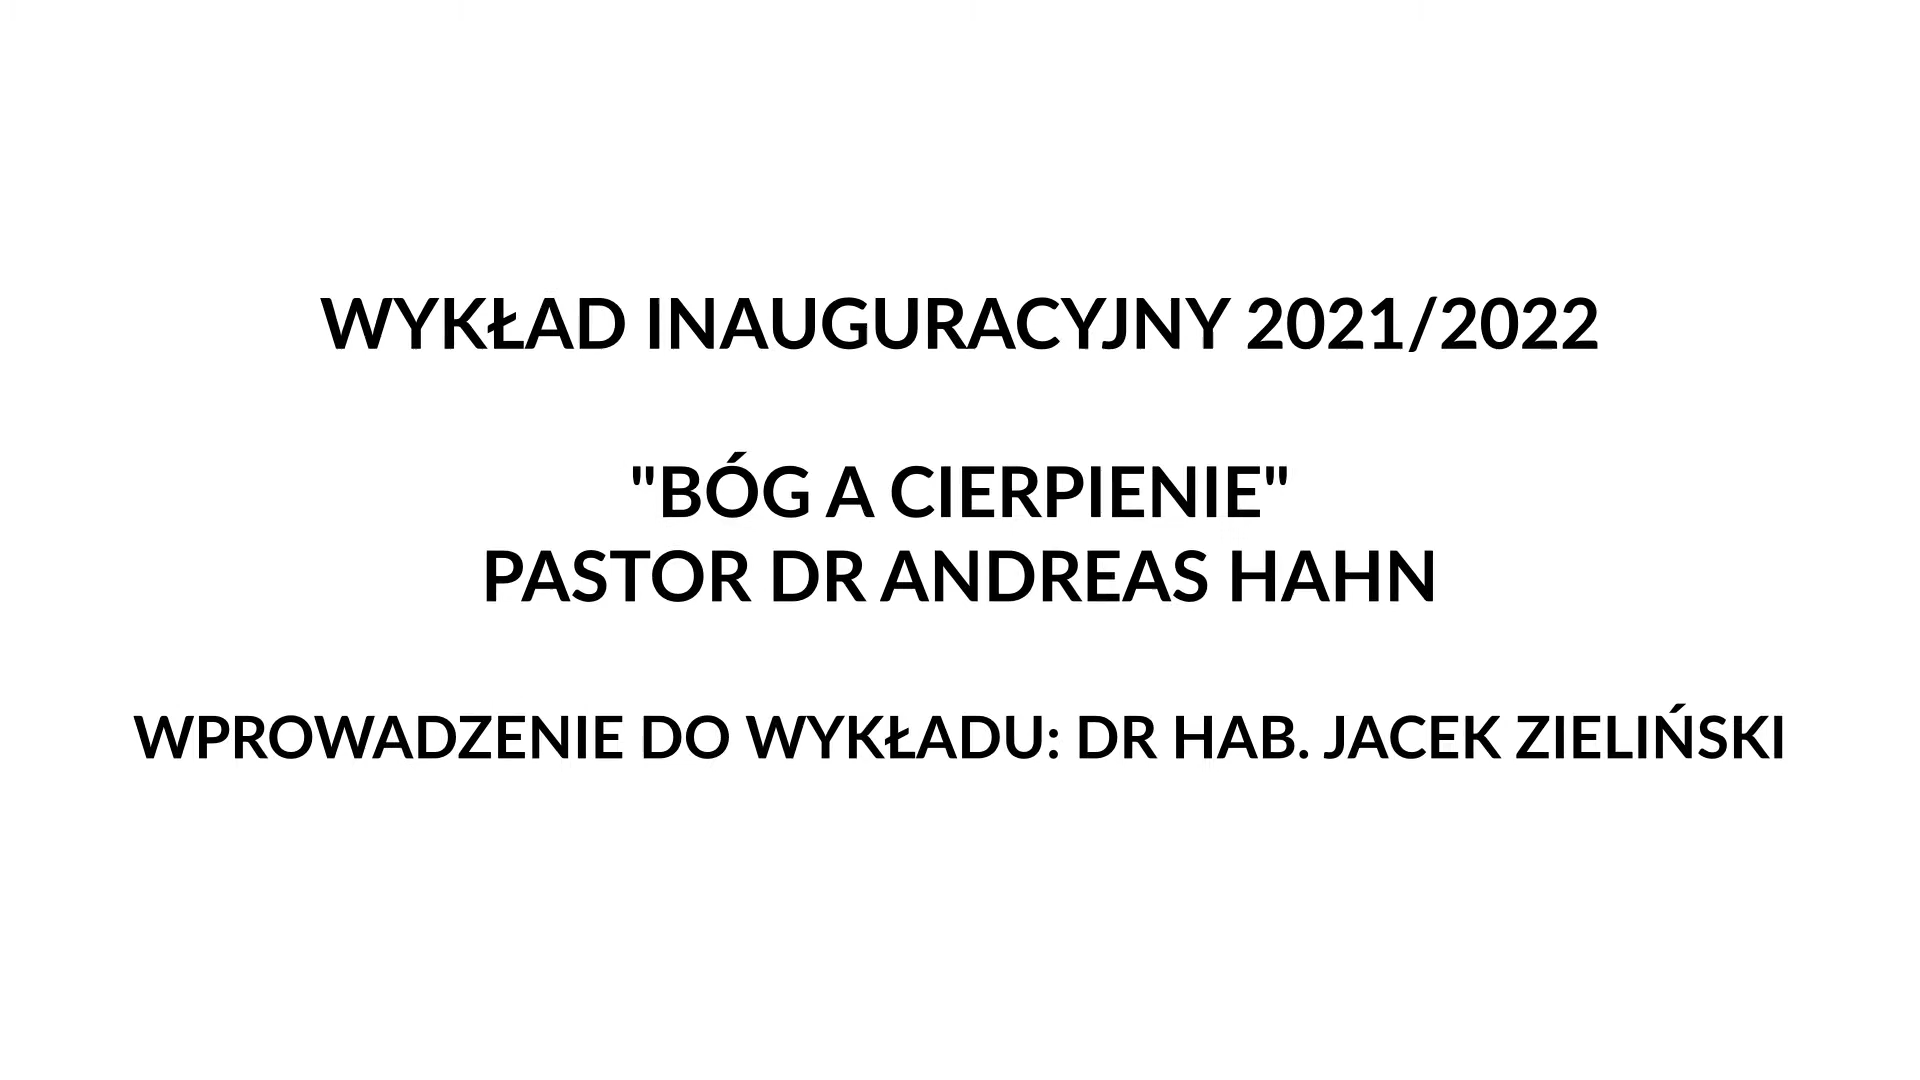 WYKŁAD INAUGURACYJNY 2021/2022
"BÓG A CIERPIENIE"
PASTOR DR ANDREAS HAHN
WPROWADZENIE DO WYKŁADU: DR HAB. JACEK ZIELIŃSKI